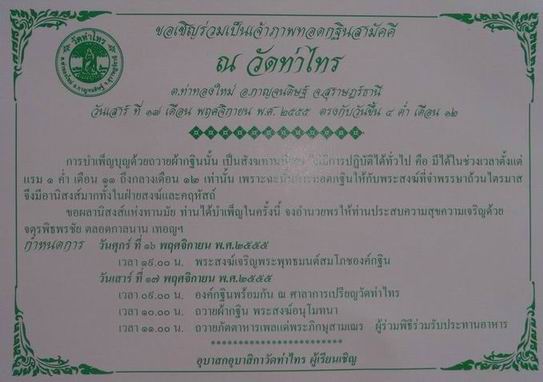 ขอเชิญร่วมเป็นเจ้าภาพทอดกฐินสามัคคี
วัดท่าไทร
ณ วัดท่าไทร
ต.ท่าทองใหม่ อ.กาญจนดิษฐ์ จ.สุราษฎร์ธานี
วันเสาร์ ที่ ๑๗ เดือน พฤศจิกายน พ.ศ. ๒๕๕๕ ตรงกับวันขึ้น ๔ ค่ำ เดือน ๑๒
การบำเพ็ญบุญด้วยถวายผ้ากฐินนั้น เป็นสังฆทาน มีการปฏิบัติได้ทั่วไป คือ มีได้ในช่วงเวลาตั้งแต่
แรม ๑ ค่ำ เดือน ๑๑ ถึงกลางเดือน ๑๒ เท่านั้น เพราะฉะนั้นการทอดกฐินให้กับพระสงฆ์ที่จำพรรษาถ้วนไตรมาส
จึงมีอานิสงส์มากทั้งในฝ่ายสงฆ์และคฤหัสถ์
ขอผลานิสงส์แห่งทานมัย ท่านได้บำเพ็ญในครั้งนี้ จงอำนวยพรให้ท่านประสบความสุขความเจริญด้วย
จตุรพิธพรชัย ตลอดกาลนาน เทอญฯ
กำหนดการ วันศุกร์ ที่ ๑๖ พฤศจิกายน พ.ศ.๒๕๕๕
เวลา ๑๙.๐๐ น. พระสงฆ์เจริญพระพุทธมนต์สมโภชองค์กฐิน
วันเสาร์ที่ ๑๗ พฤศจิกายน พ.ศ.๒๕๕๕
เวลา ๐๙.๐๐ น. องค์กฐินพร้อมกัน ณ ศาลาการเปรียญวัดท่าไทร
เวลา ๑๐.๐๐ น. ถวายผ้ากฐิน พระสงฆ์อนุโมทนา
เวลา ๑๑.๐๐ น. ถวายภัตตาหารเพลแด่พระภิกษุสามเณร ผู้ร่วมพิธีร่วมรับประทานอาหาร
อุบาสกอุบาสิกาวัดท่าไทร ผู้เรียนเชิญ